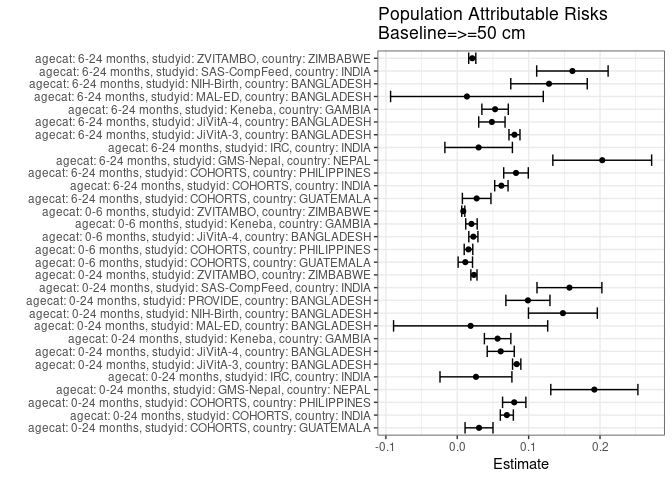 Population Attributable Risks
Baseline=>=50 cm
agecat: 6-24 months, studyid: ZVITAMBO, country: ZIMBABWE
agecat: 6-24 months, studyid: SAS-CompFeed, country: INDIA
agecat: 6-24 months, studyid: NIH-Birth, country: BANGLADESH
agecat: 6-24 months, studyid: MAL-ED, country: BANGLADESH
agecat: 6-24 months, studyid: Keneba, country: GAMBIA
agecat: 6-24 months, studyid: JiVitA-4, country: BANGLADESH
agecat: 6-24 months, studyid: JiVitA-3, country: BANGLADESH
agecat: 6-24 months, studyid: IRC, country: INDIA
agecat: 6-24 months, studyid: GMS-Nepal, country: NEPAL
agecat: 6-24 months, studyid: COHORTS, country: PHILIPPINES
agecat: 6-24 months, studyid: COHORTS, country: INDIA
agecat: 6-24 months, studyid: COHORTS, country: GUATEMALA
agecat: 0-6 months, studyid: ZVITAMBO, country: ZIMBABWE
agecat: 0-6 months, studyid: Keneba, country: GAMBIA
agecat: 0-6 months, studyid: JiVitA-4, country: BANGLADESH
agecat: 0-6 months, studyid: COHORTS, country: PHILIPPINES
agecat: 0-6 months, studyid: COHORTS, country: GUATEMALA
agecat: 0-24 months, studyid: ZVITAMBO, country: ZIMBABWE
agecat: 0-24 months, studyid: SAS-CompFeed, country: INDIA
agecat: 0-24 months, studyid: PROVIDE, country: BANGLADESH
agecat: 0-24 months, studyid: NIH-Birth, country: BANGLADESH
agecat: 0-24 months, studyid: MAL-ED, country: BANGLADESH
agecat: 0-24 months, studyid: Keneba, country: GAMBIA
agecat: 0-24 months, studyid: JiVitA-4, country: BANGLADESH
agecat: 0-24 months, studyid: JiVitA-3, country: BANGLADESH
agecat: 0-24 months, studyid: IRC, country: INDIA
agecat: 0-24 months, studyid: GMS-Nepal, country: NEPAL
agecat: 0-24 months, studyid: COHORTS, country: PHILIPPINES
agecat: 0-24 months, studyid: COHORTS, country: INDIA
agecat: 0-24 months, studyid: COHORTS, country: GUATEMALA
-0.1 0.0 0.1 0.2
Estimate